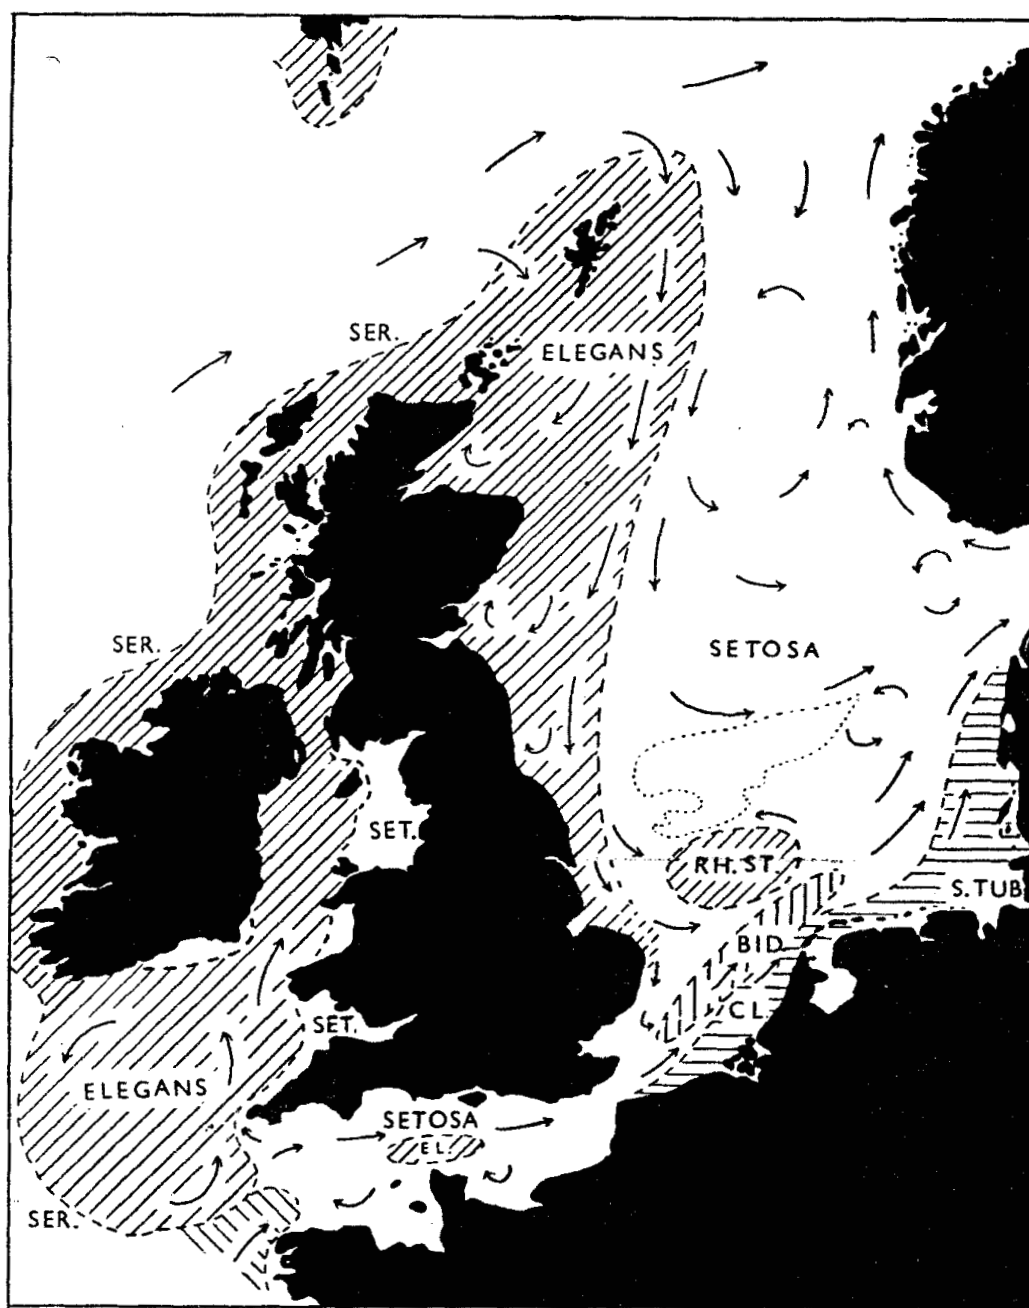 SER.
ELEGANS
SER.
SETOSA
SET.
RH. ST.
S. TUB
BID
CL.
SET.
ELEGANS
SETOSA
EL.
SER.